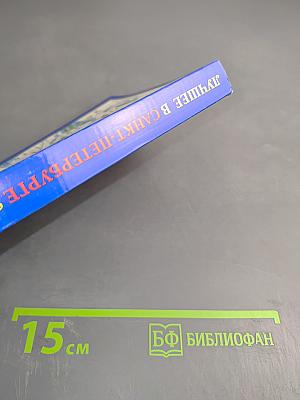 ЛУЧШЕЕ В САНКТ-ПЕТЕРБУРГЕ
15 см
БФ БИБЛИОФАН